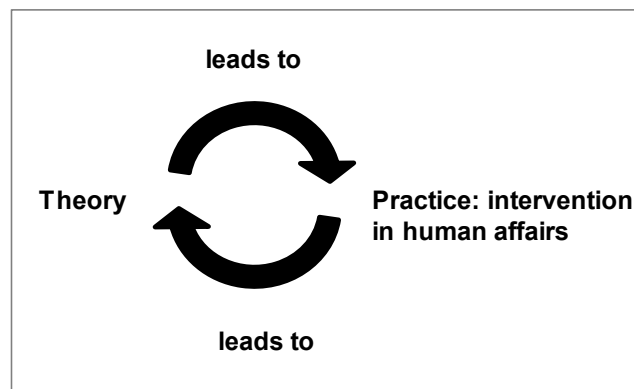 leads to
Theory
Practice: intervention
in human affairs
leads to